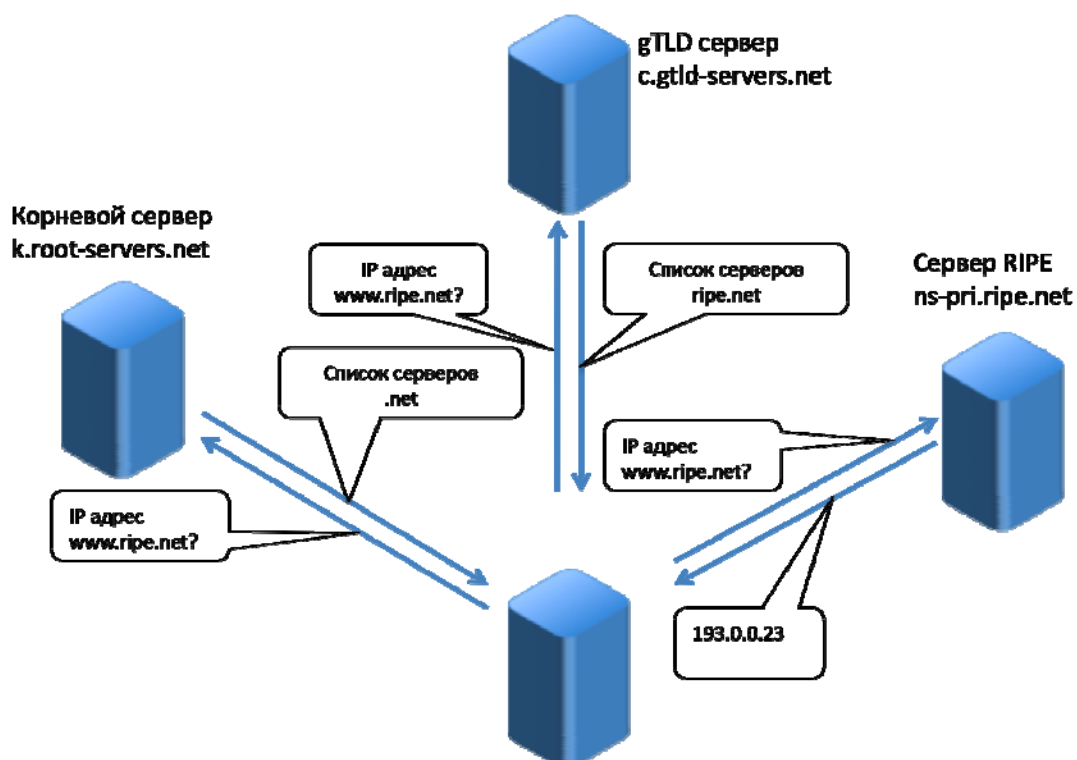 gTLD сервер
c.gtld-servers.net
Корневой сервер
k.root-servers.net
IP адрес
www.ripe.net?
Список серверов
ripe.net
Сервер RIPE
ns-pri.ripe.net
Список серверов
.net
IP адрес
www.ripe.net?
IP адрес
www.ripe.net?
193.0.0.23